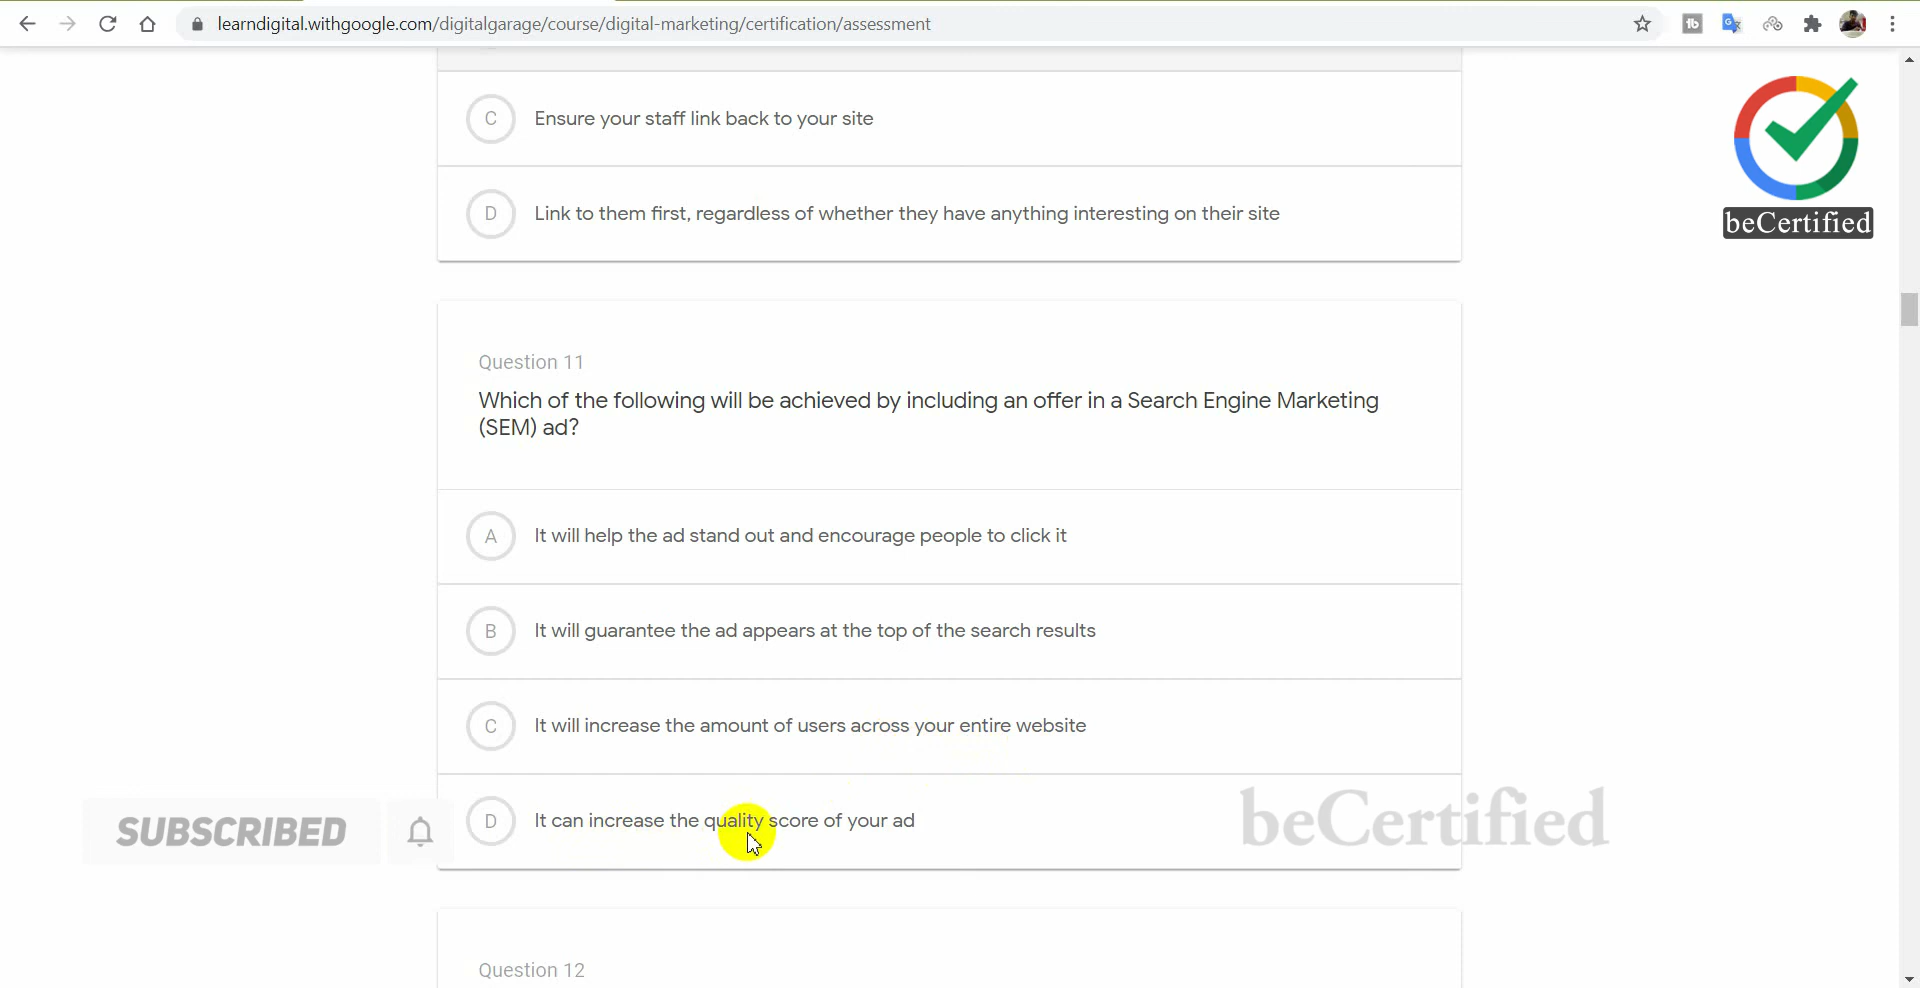 learndigital.withgoogle.com/digitalgarage/course/digital-marketing/certification/assessment
C Ensure your staff link back to your site
D Link to them first, regardless of whether they have anything interesting on their site
beCertified
Question 11
Which of the following will be achieved by including an offer in a Search Engine Marketing
(SEM) ad?
A It will help the ad stand out and encourage people to click it
B It will guarantee the ad appears at the top of the search results
C It will increase the amount of users across your entire website
D It can increase the quality score of your ad
SUBSCRIBED
beCertified
Question 12